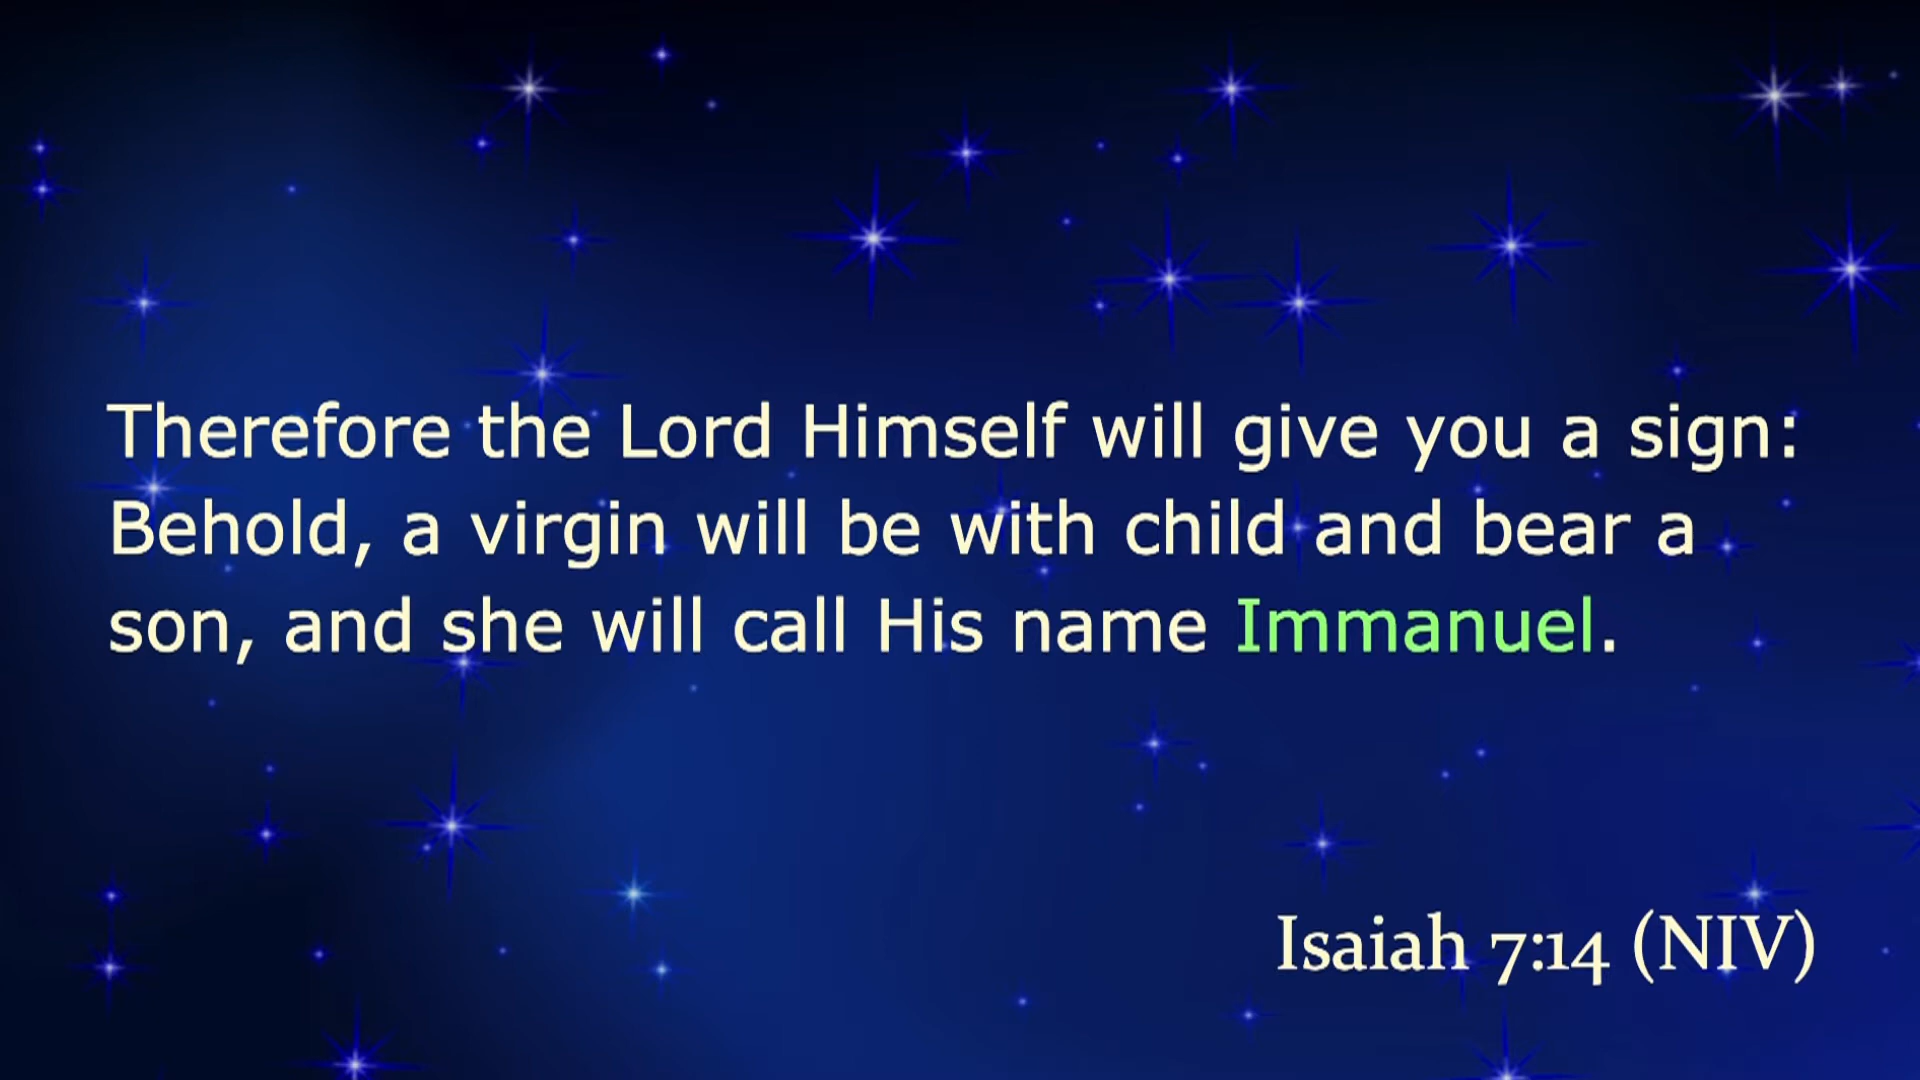 Therefore the Lord Himself will give you a sign:
Behold, a virgin will be with child and bear a
son, and she will call His name Immanuel.
Isaiah 7:14 (NIV)